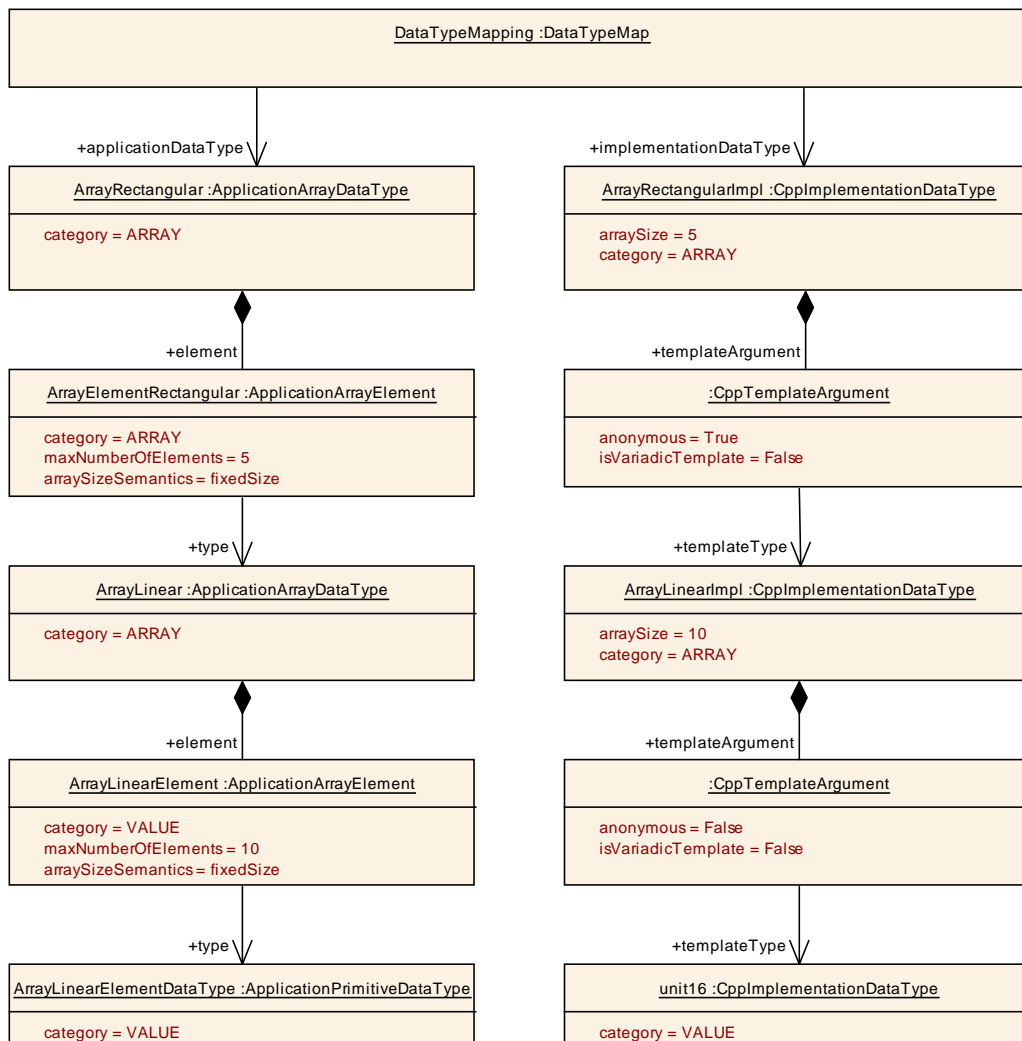 DataTypeMapping :DataTypeMap
+applicationDataType
+implementationDataType
ArrayRectangular :ApplicationArrayDataType
category = ARRAY
ArrayRectangularImpl :CppImplementationDataType
arraySize = 5
category = ARRAY
+element
+templateArgument
ArrayElementRectangular :ApplicationArrayElement
category = ARRAY
maxNumberOfElements = 5
arraySizeSemantics = fixedSize
:CppTemplateArgument
anonymous = True
isVariadicTemplate = False
+type
+templateType
ArrayLinear :ApplicationArrayDataType
category = ARRAY
ArrayLinearImpl :CppImplementationDataType
arraySize = 10
category = ARRAY
+element
+templateArgument
ArrayLinearElement :ApplicationArrayElement
category = VALUE
maxNumberOfElements = 10
arraySizeSemantics = fixedSize
:CppTemplateArgument
anonymous = False
isVariadicTemplate = False
+type
+templateType
ArrayLinearElementDataType :ApplicationPrimitiveDataType
category = VALUE
unit16 :CppImplementationDataType
category = VALUE